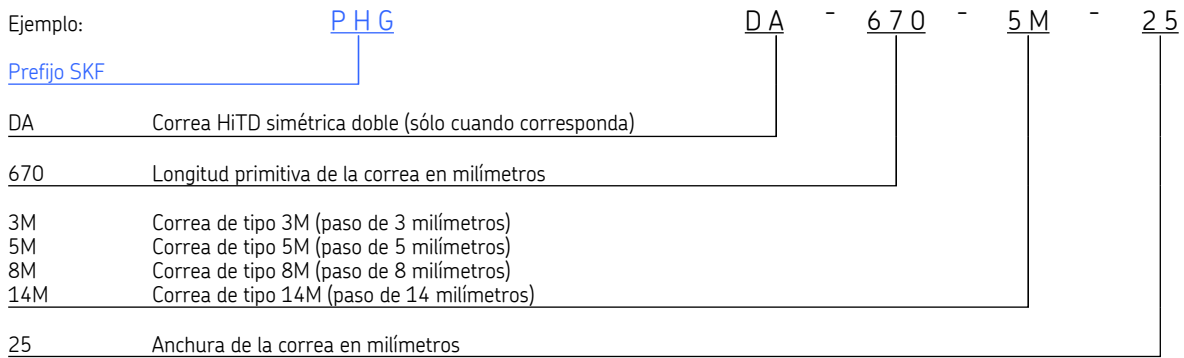 Ejemplo: PHG DA - 670 - 5M - 25
Prefijo SKF
DA Correa HiTD simétrica doble (sólo cuando corresponda)
670 Longitud primitiva de la correa en milímetros
3M Correa de tipo 3M (paso de 3 milímetros)
5M Correa de tipo 5M (paso de 5 milímetros)
8M Correa de tipo 8M (paso de 8 milímetros)
14M Correa de tipo 14M (paso de 14 milímetros)
25 Anchura de la correa en milímetros